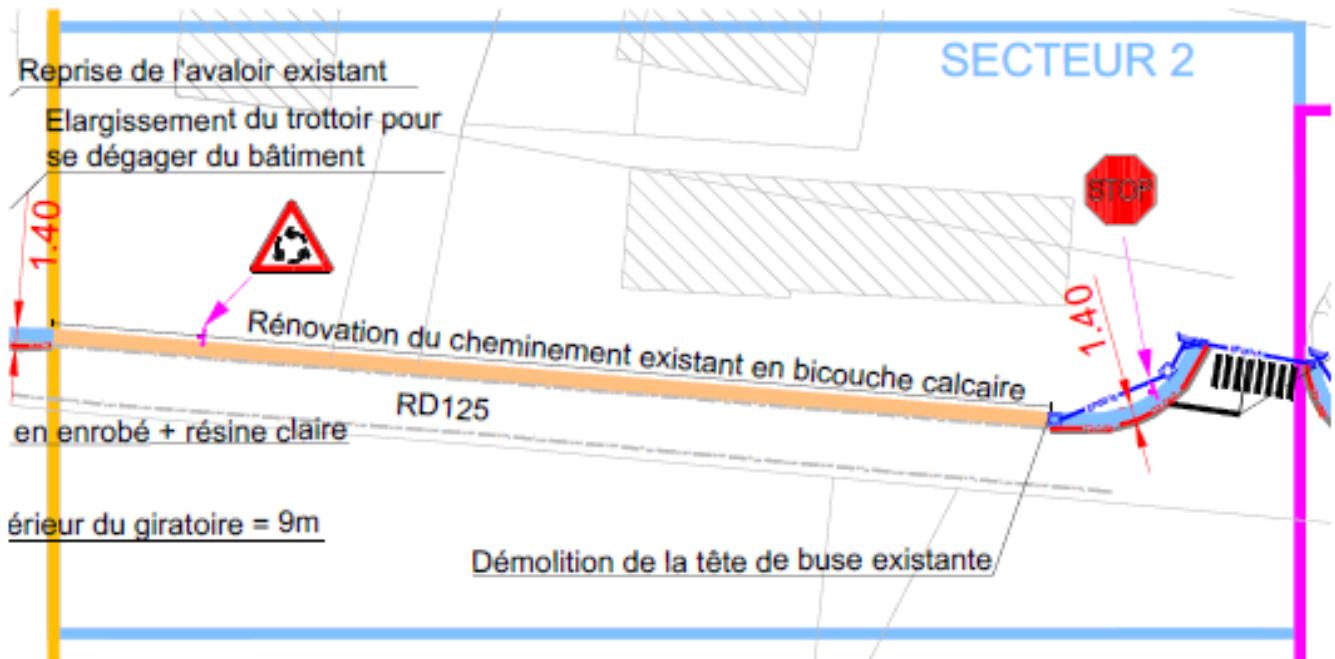 SECTEUR 2
Reprise de l'avaloir existant
Elargissement du trottoir pour
se dégager du bâtiment
STOP
1.40
1.40
Rénovation du cheminement existant en bicouche calcaire
RD125
en enrobé + résine claire
érieur du giratoire = 9m
Démolition de la tête de buse existante